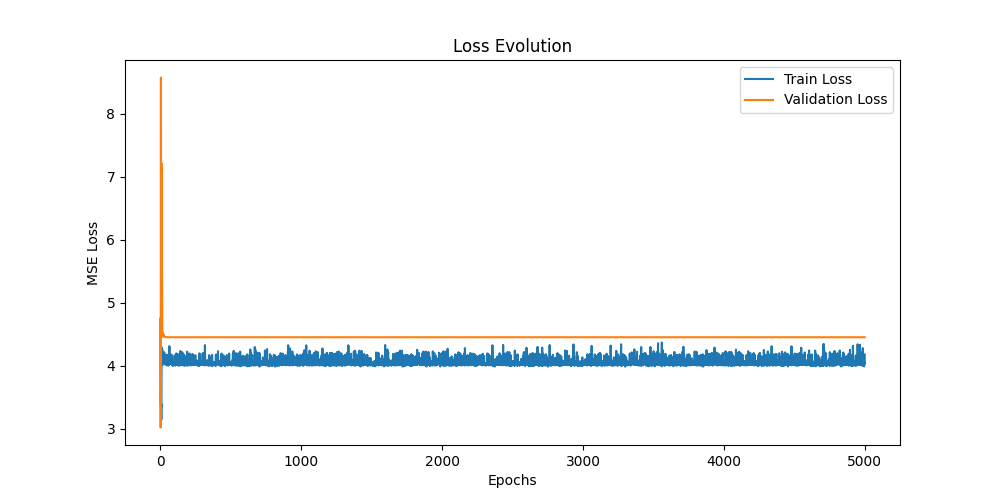 Loss Evolution
Train Loss
Validation Loss
MSE Loss
8
7
6
5
4
3
0 1000 2000 3000 4000 5000
Epochs